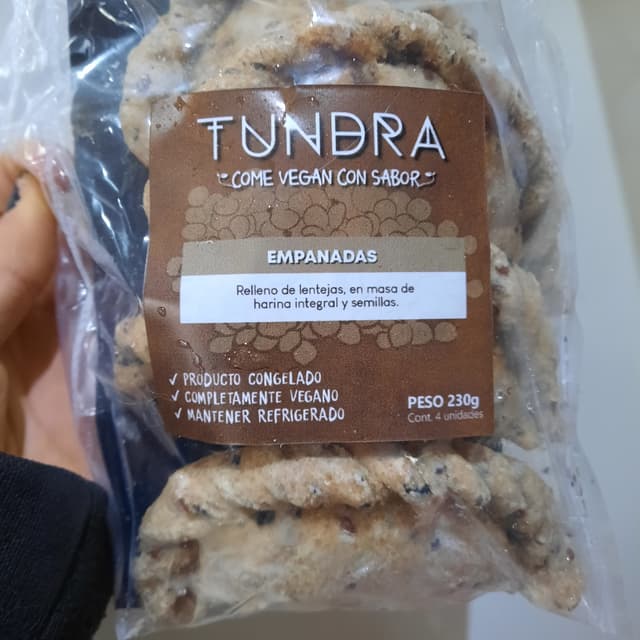 TUNDRA
COME VEGAN CON SABOR
EMPANADAS
Relleno de lentejas, en masa de
harina integral y semillas.
✓ PRODUCTO CONGELADO
✓ COMPLETAMENTE VEGANO
✓ MANTENER REFRIGERADO
PESO 230g
Cont. 4 unidades